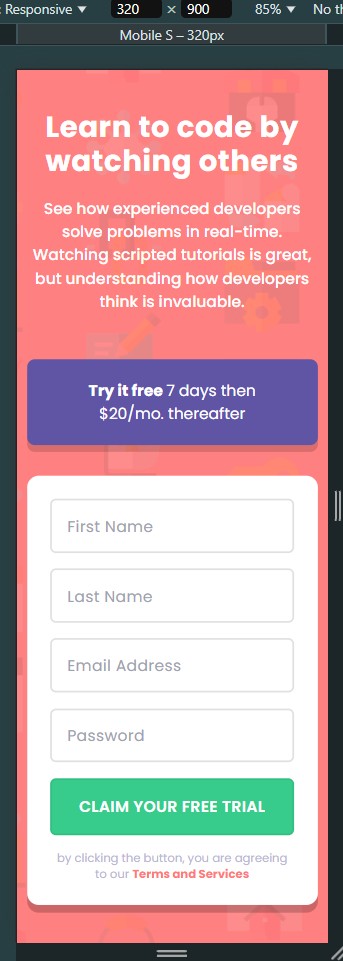 : Responsive ▼ 320 × 900 85% ▼ No th
Mobile S – 320px
Learn to code by
watching others
See how experienced developers
solve problems in real-time.
Watching scripted tutorials is great,
but understanding how developers
think is invaluable.
Try it free 7 days then
$20/mo. thereafter
First Name
Last Name
Email Address
Password
CLAIM YOUR FREE TRIAL
by clicking the button, you are agreeing
to our Terms and Services